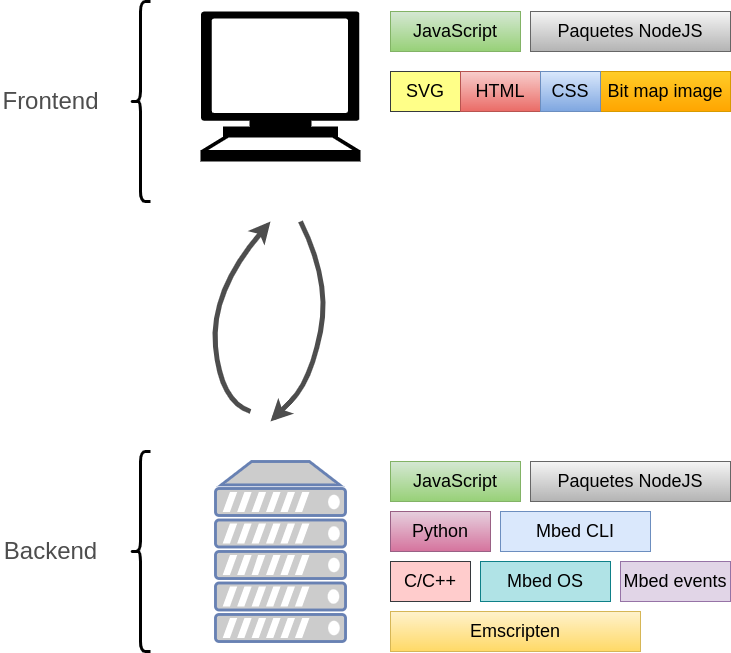 JavaScript
Paquetes NodeJS
Frontend
SVG
HTML
CSS
Bit map image
JavaScript
Paquetes NodeJS
Python
Mbed CLI
Backend
C/C++
Mbed OS
Mbed events
Emscripten